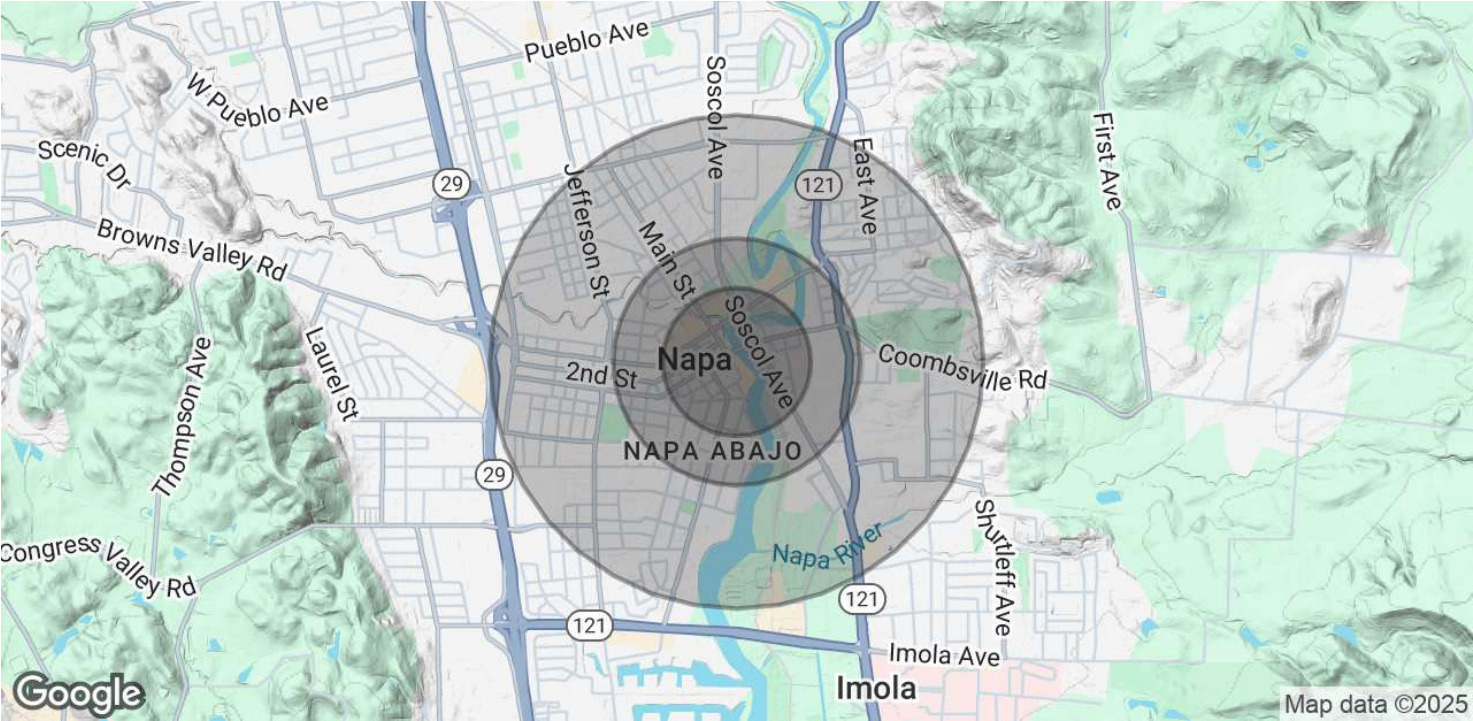 Pueblo Ave
Soscol Ave
W Pueblo Ave
Scenic Dr
First Ave
East Ave
29
121
Jefferson St
Main St
Browns Valley Rd
Soscol Ave
Napa
2nd St
Coombsville Rd
Laurel St
Thompson Ave
NAPA ABAJO
29
Shurtleff Ave
Napa River
Congress Valley Rd
121
121
Imola Ave
Imola
Google
Map data ©2025